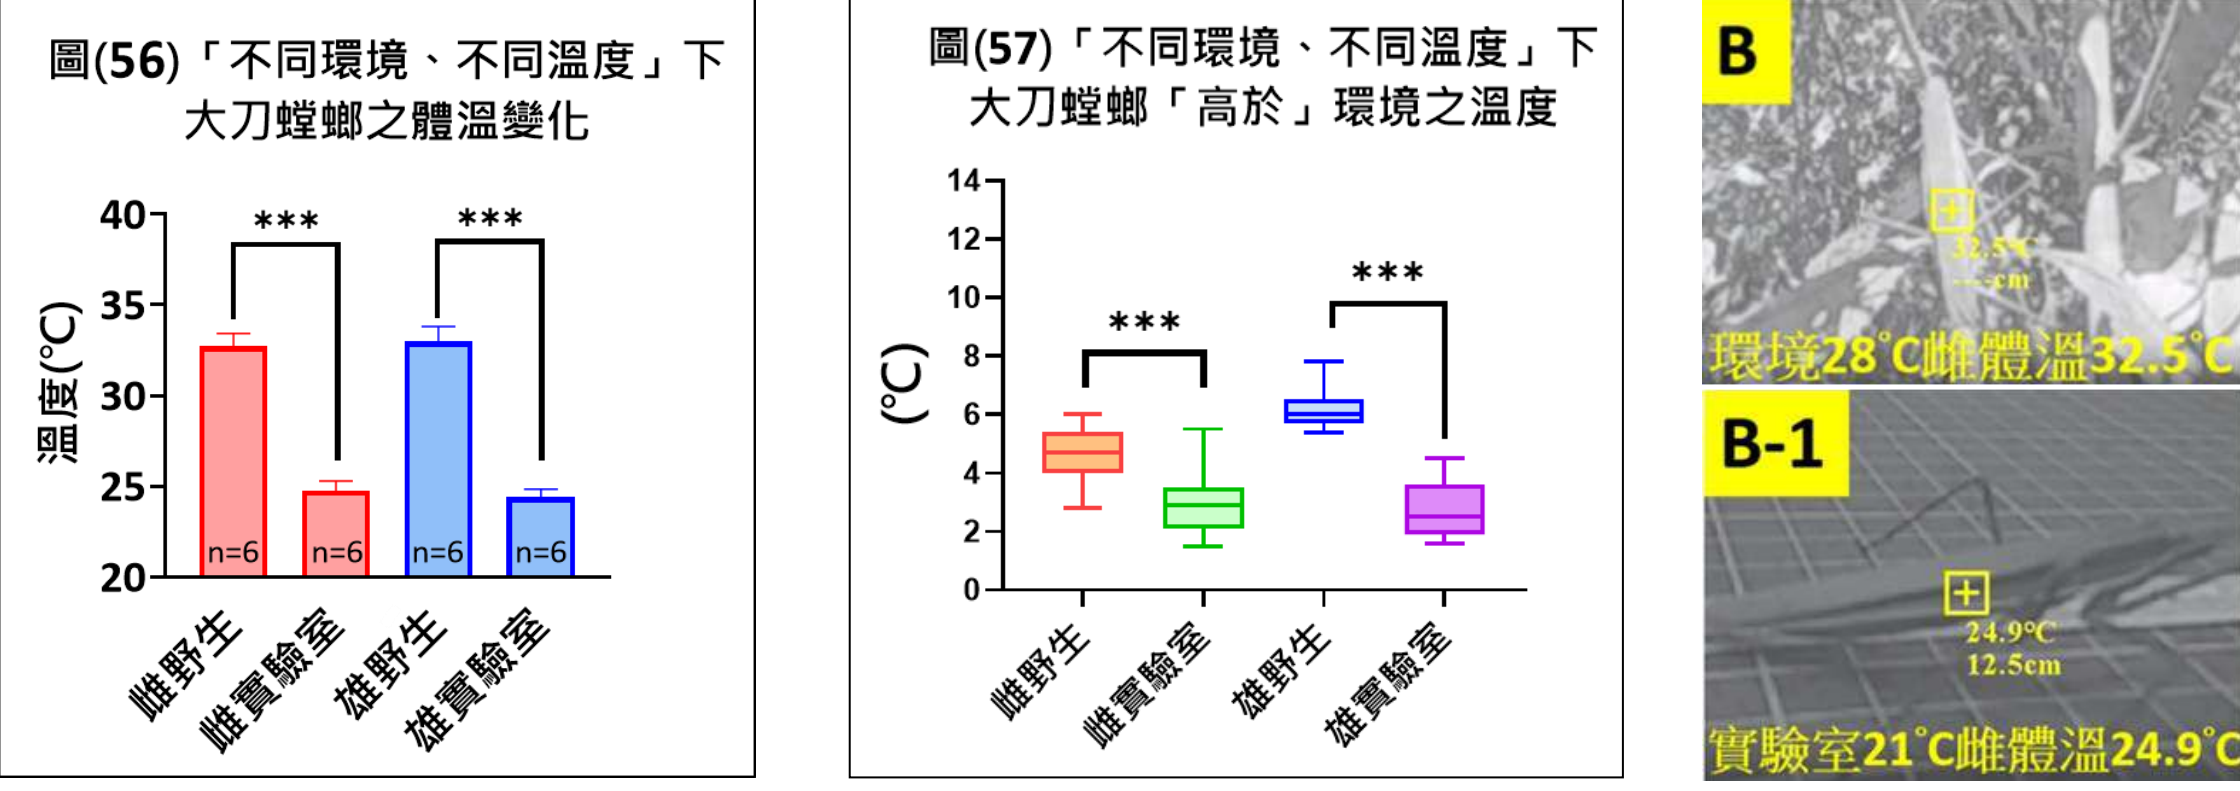 圖(56)「不同環境、不同溫度」下
大刀螳螂之體溫變化
溫度(°C)
40
35
30
25
20
***
***
n=6
n=6
n=6
n=6
雌野生
雌實驗室
雄野生
雄實驗室
圖(57)「不同環境、不同溫度」下
大刀螳螂「高於」環境之溫度
(°C)
14
12
10
8
6
4
2
0
***
***
雌野生
雌實驗室
雄野生
雄實驗室
B
32.5°C
----cm
環境28°C雌體溫32.5°C
B-1
24.9°C
12.5cm
實驗室21°C雌體溫24.9°C